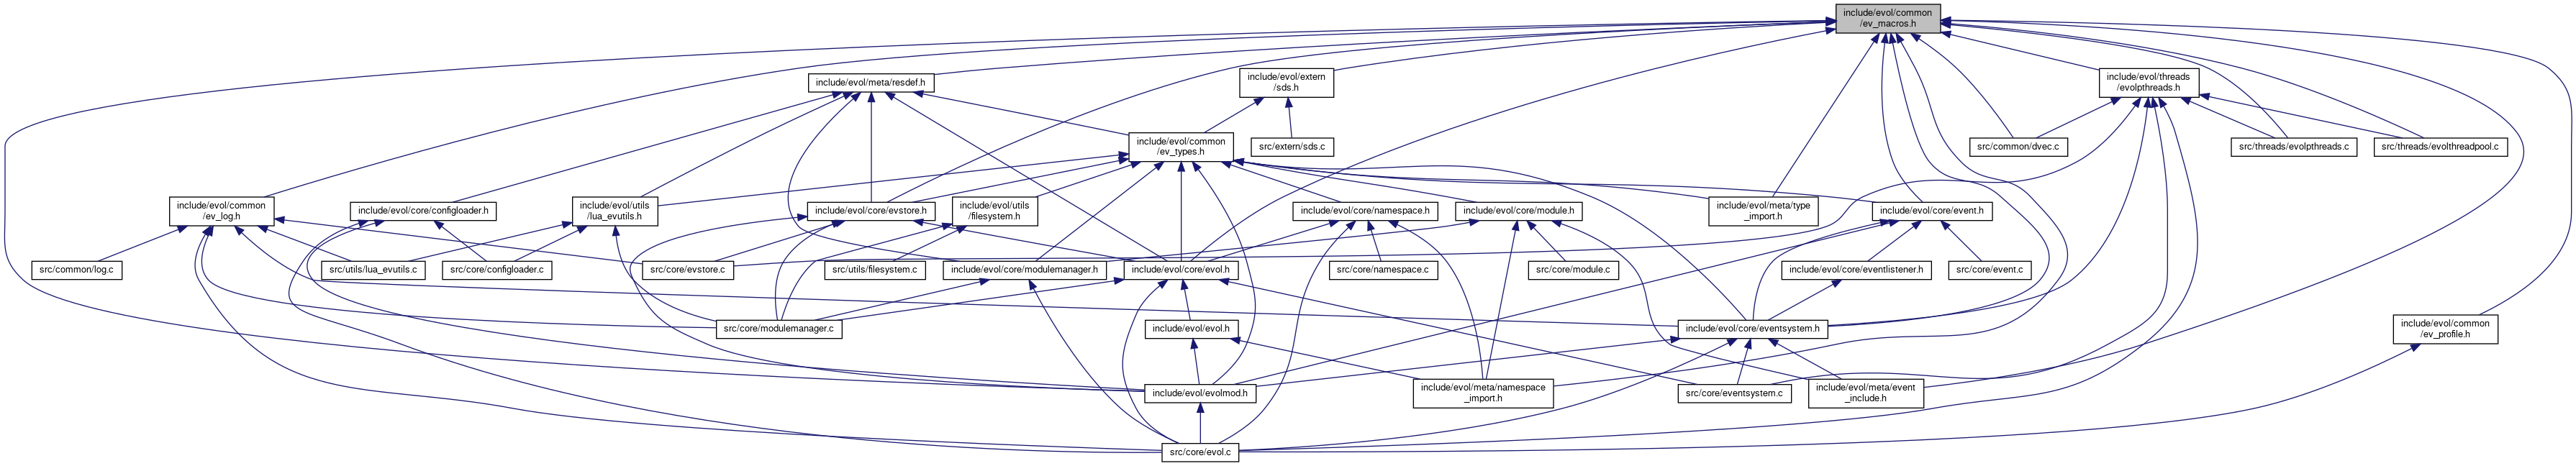 include/evol/common
/ev_macros.h
include/evol/meta/resdef.h
include/evol/extern
/sds.h
include/evol/threads
/evolpthreads.h
include/evol/common
/ev_types.h
src/extern/sds.c
src/common/dvec.c
src/threads/evolpthreads.c
src/threads/evolthreadpool.c
include/evol/common
/ev_log.h
include/evol/core/configloader.h
include/evol/utils
/lua_evutils.h
include/evol/core/evstore.h
include/evol/utils
/filesystem.h
include/evol/core/namespace.h
include/evol/core/module.h
include/evol/meta/type
_import.h
include/evol/core/event.h
src/common/log.c
src/utils/lua_evutils.c
src/core/configloader.c
src/core/evstore.c
src/utils/filesystem.c
include/evol/core/modulemanager.h
include/evol/core/evol.h
src/core/namespace.c
src/core/module.c
include/evol/core/eventlistener.h
src/core/event.c
src/core/modulemanager.c
include/evol/evol.h
include/evol/core/eventsystem.h
include/evol/common
/ev_profile.h
include/evol/evolmod.h
include/evol/meta/namespace
_import.h
src/core/eventsystem.c
include/evol/meta/event
_include.h
src/core/evol.c